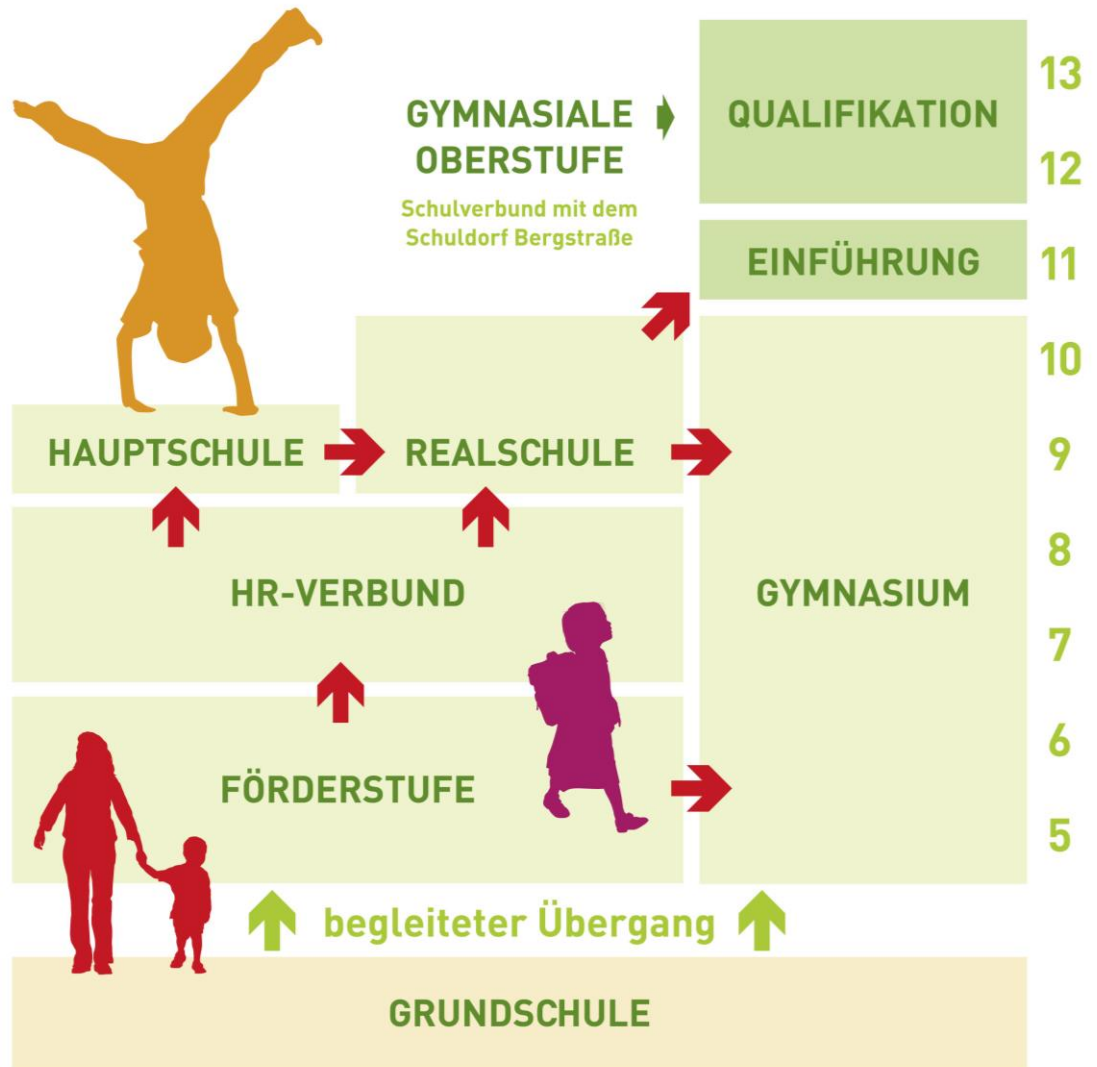 13
GYMNASIALE
OBERSTUFE
QUALIFIKATION
12
Schulverbund mit dem
Schuldorf Bergstraße
EINFÜHRUNG
11
10
HAUPTSCHULE
REALSCHULE
9
8
HR-VERBUND
GYMNASIUM
7
6
FÖRDERSTUFE
5
begleiteter Übergang
GRUNDSCHULE